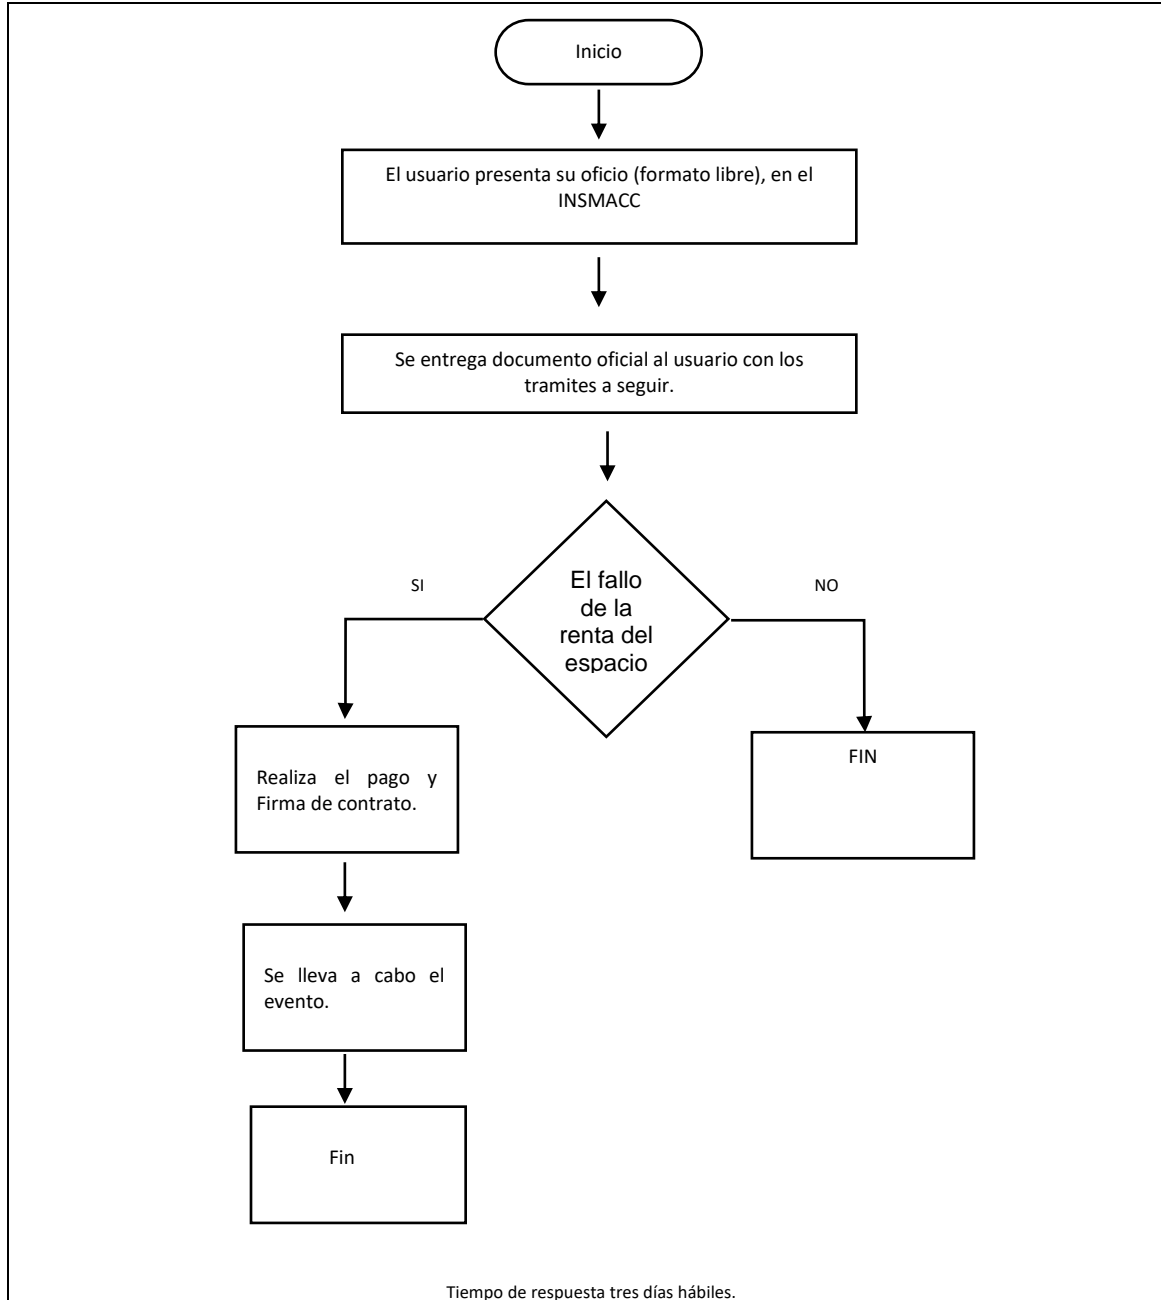 Inicio
El usuario presenta su oficio (formato libre), en el
INSMACC
Se entrega documento oficial al usuario con los
tramites a seguir.
El fallo
de la
renta del
espacio
SI
NO
Realiza el pago y
Firma de contrato.
FIN
Se lleva a cabo el
evento.
Fin
Tiempo de respuesta tres días hábiles.